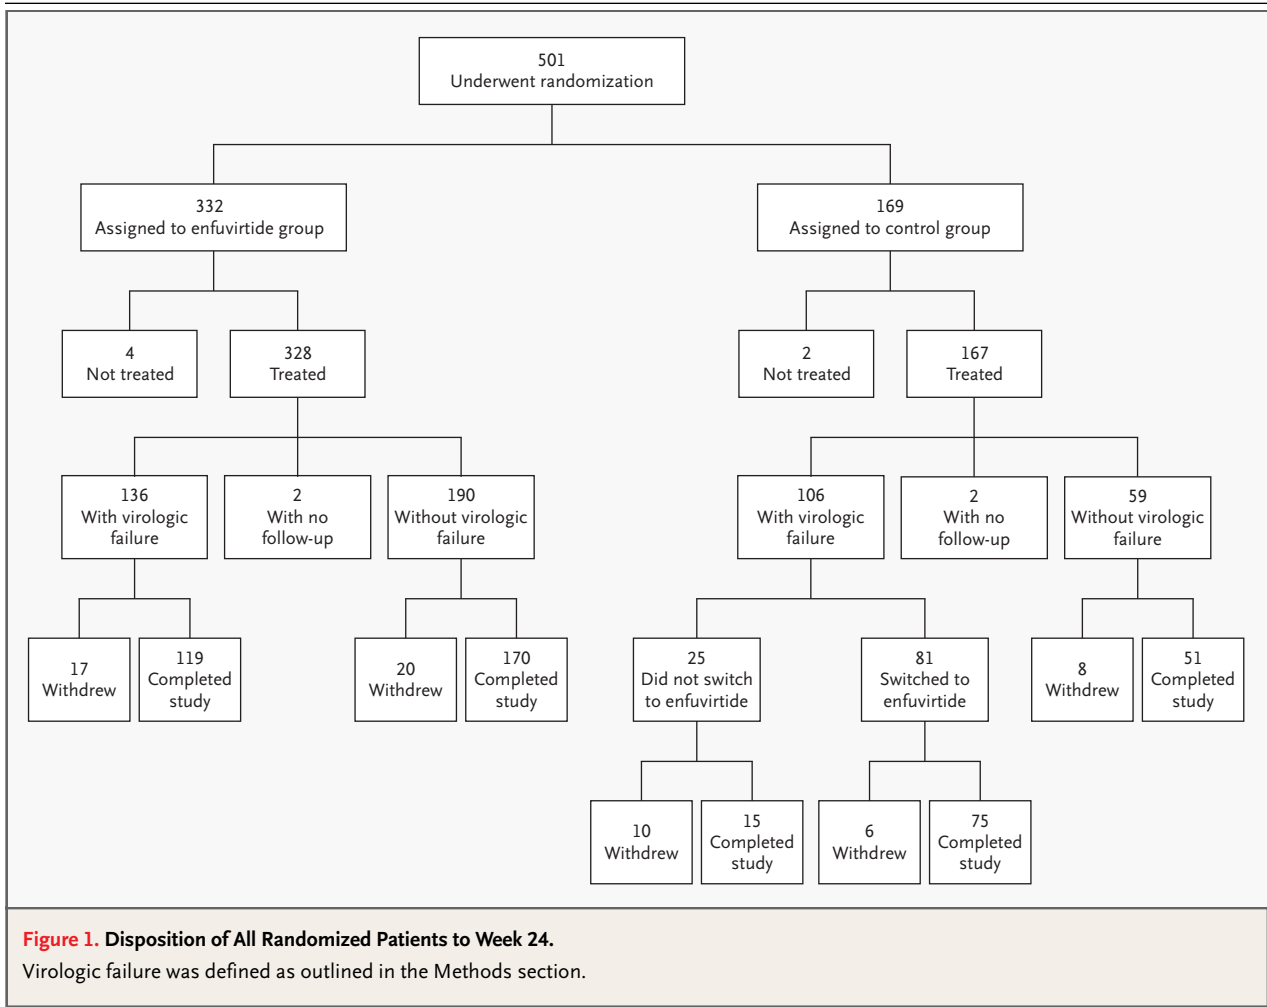 501
Underwent randomization
332
Assigned to enfuvirtide group
169
Assigned to control group
4
Not treated
328
Treated
2
Not treated
167
Treated
136
With virologic
failure
2
With no
follow-up
190
Without virologic
failure
106
With virologic
failure
2
With no
follow-up
59
Without virologic
failure
17
Withdrew
119
Completed
study
20
Withdrew
170
Completed
study
25
Did not switch
to enfuvirtide
81
Switched to
enfuvirtide
8
Withdrew
51
Completed
study
10
Withdrew
15
Completed
study
6
Withdrew
75
Completed
study
Figure 1. Disposition of All Randomized Patients to Week 24.
Virologic failure was defined as outlined in the Methods section.